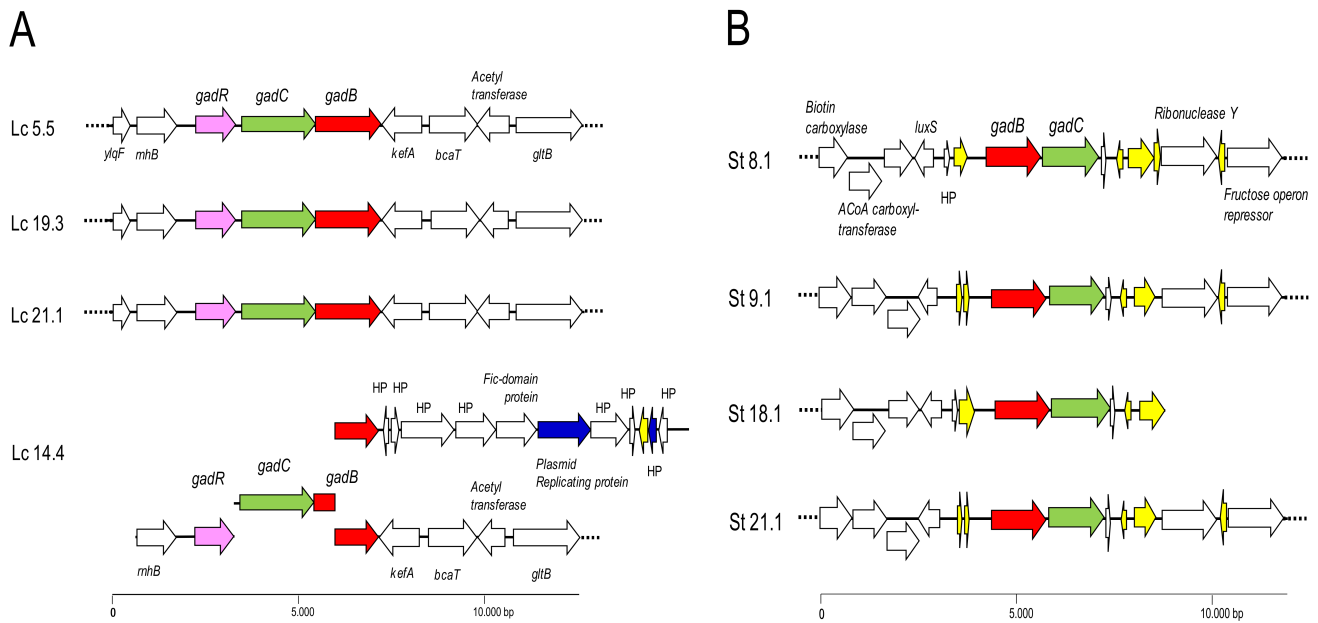 A
Acetyl
transferase
gadR
gadC
gadB
Lc 5.5
ylqF
rnhB
kefA
bcaT
gltB
Lc 19.3
Lc 21.1
HP
HP
HP
HP
Fic-domain
protein
HP
HP
HP
Lc 14.4
Plasmid
Replicating protein
HP
gadR
gadC
gadB
Acetyl
transferase
rnhB
kefA
bcaT
gltB
0
5.000
10.000 bp
B
Biotin
carboxylase
luxS
gadB
gadC
Ribonuclease Y
St 8.1
HP
ACoA carboxyl-
transferase
Fructose operon
repressor
St 9.1
St 18.1
St 21.1
0
5.000
10.000 bp